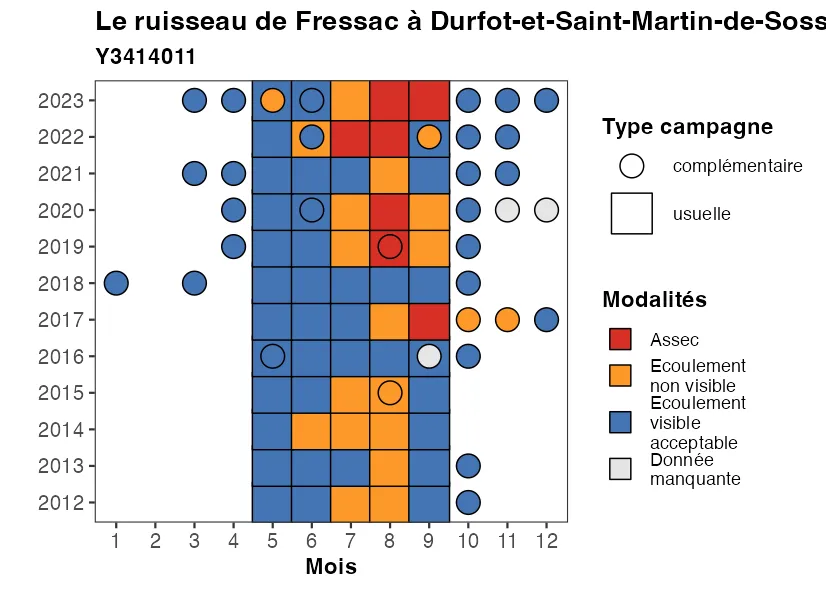 Le ruisseau de Fressac à Durfot-et-Saint-Martin-de-Soss
Y3414011
2023
2022
2021
2020
2019
2018
2017
2016
2015
2014
2013
2012
1 2 3 4 5 6 7 8 9 10 11 12
Mois
Type campagne
complémentaire
usuelle
Modalités
Assec
Ecoulement
non visible
Ecoulement
visible
acceptable
Donnée
manquante